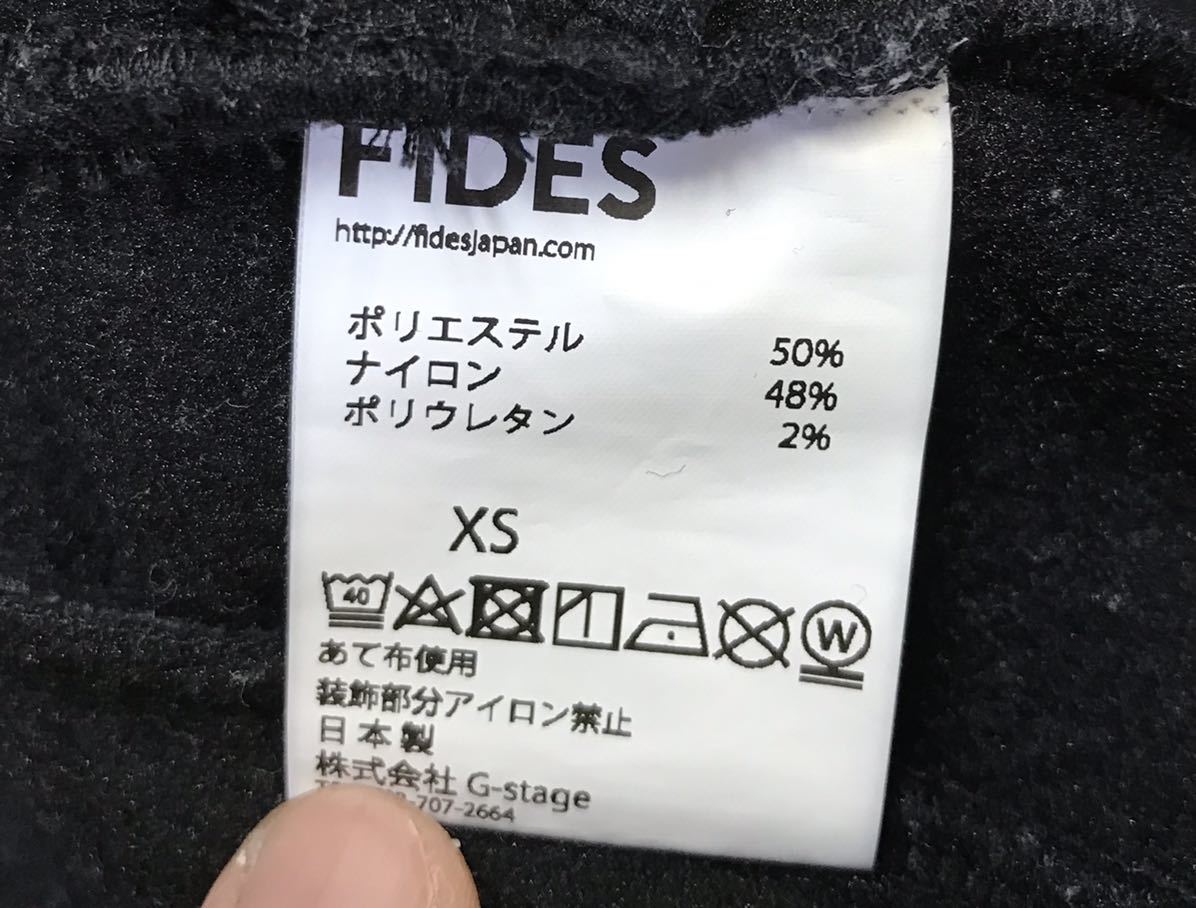 FIDES
http://fidesjapan.com
ポリエステル 50%
ナイロン 48%
ポリウレタン 2%
XS
40 W
あて布使用
装飾部分アイロン禁止
日本製
株式会社 G-stage
-707-2664